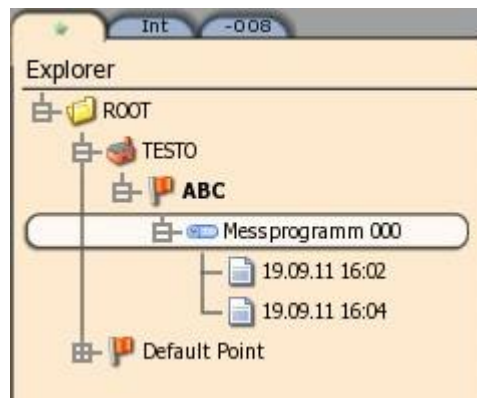 Int -008
Explorer
ROOT
TESTO
ABC
Messprogramm 000
19.09.11 16:02
19.09.11 16:04
Default Point